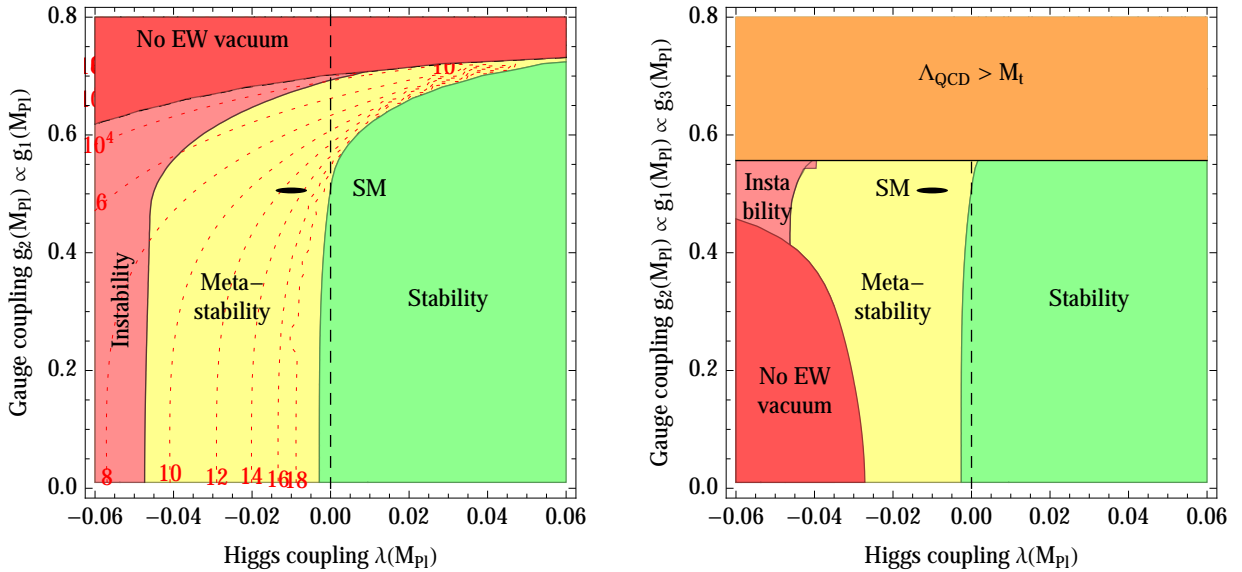 No EW vacuum
10
10⁴
6
SM
Instability
Meta–
stability
Stability
8
10
12
14
16
18
0.8
0.6
0.4
0.2
0.0
−0.06
−0.04
−0.02
0.00
0.02
0.04
0.06
Gauge coupling g₂(M_Pl) ∝ g₁(M_Pl)
Higgs coupling λ(M_Pl)
Λ_QCD > M_t
Insta
bility
SM
Meta–
stability
Stability
No EW
vacuum
0.8
0.6
0.4
0.2
0.0
−0.06
−0.04
−0.02
0.00
0.02
0.04
0.06
Gauge coupling g₂(M_Pl) ∝ g₁(M_Pl) ∝ g₃(M_Pl)
Higgs coupling λ(M_Pl)